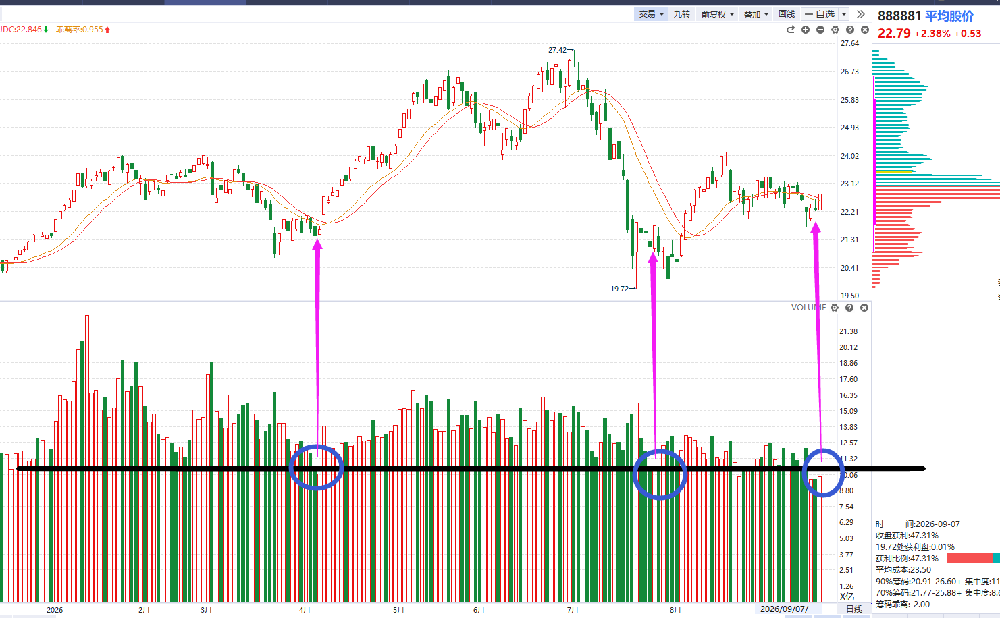 交易 九转 前复权 叠加 画线 一自选
888881 平均股价
22.79 +2.38% +0.53
JDC:22.846 乖离率:0.955
27.64
27.42
26.73
25.83
24.93
24.02
23.12
22.21
21.31
20.41
19.72
19.50
VOLUME
21.38
20.12
18.86
17.60
16.35
15.09
13.83
12.57
11.32
10.06
8.80
7.54
6.29
5.03
3.77
2.51
1.26
X亿
2026 2月 3月 4月 5月 6月 7月 8月 2026/09/07/一 日线
时 间:2026-09-07
收盘获利:47.31%
19.72处获利盘:0.01%
获利比例:47.31%
平均成本:23.50
90%筹码:20.91-26.60+ 集中度:11
70%筹码:21.77-25.88+ 集中度:8.6
筹码乖离:-2.00